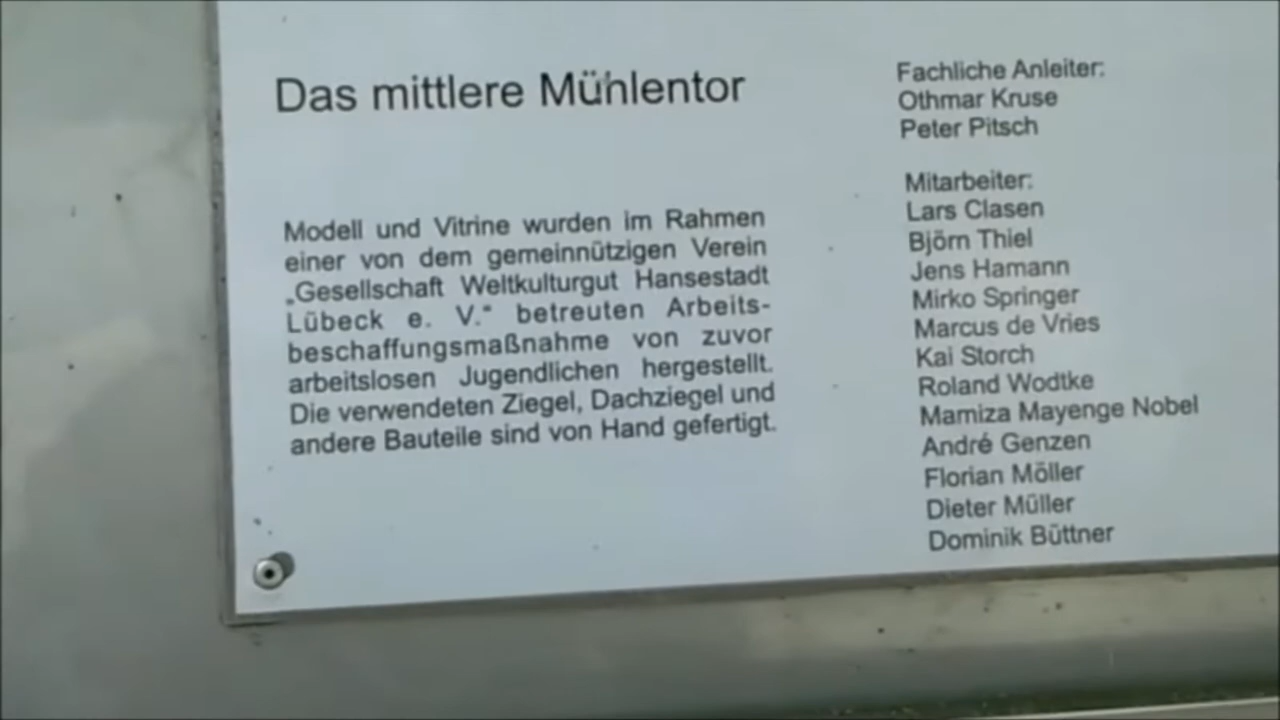 Das mittlere Mühlentor
Modell und Vitrine wurden im Rahmen
einer von dem gemeinnützigen Verein
„Gesellschaft Weltkulturgut Hansestadt
Lübeck e. V.“ betreuten Arbeits-
beschaffungsmaßnahme von zuvor
arbeitslosen Jugendlichen hergestellt.
Die verwendeten Ziegel, Dachziegel und
andere Bauteile sind von Hand gefertigt.
Fachliche Anleiter:
Othmar Kruse
Peter Pitsch
Mitarbeiter:
Lars Clasen
Björn Thiel
Jens Hamann
Mirko Springer
Marcus de Vries
Kai Storch
Roland Wodtke
Mamiza Mayenge Nobel
André Genzen
Florian Möller
Dieter Müller
Dominik Büttner